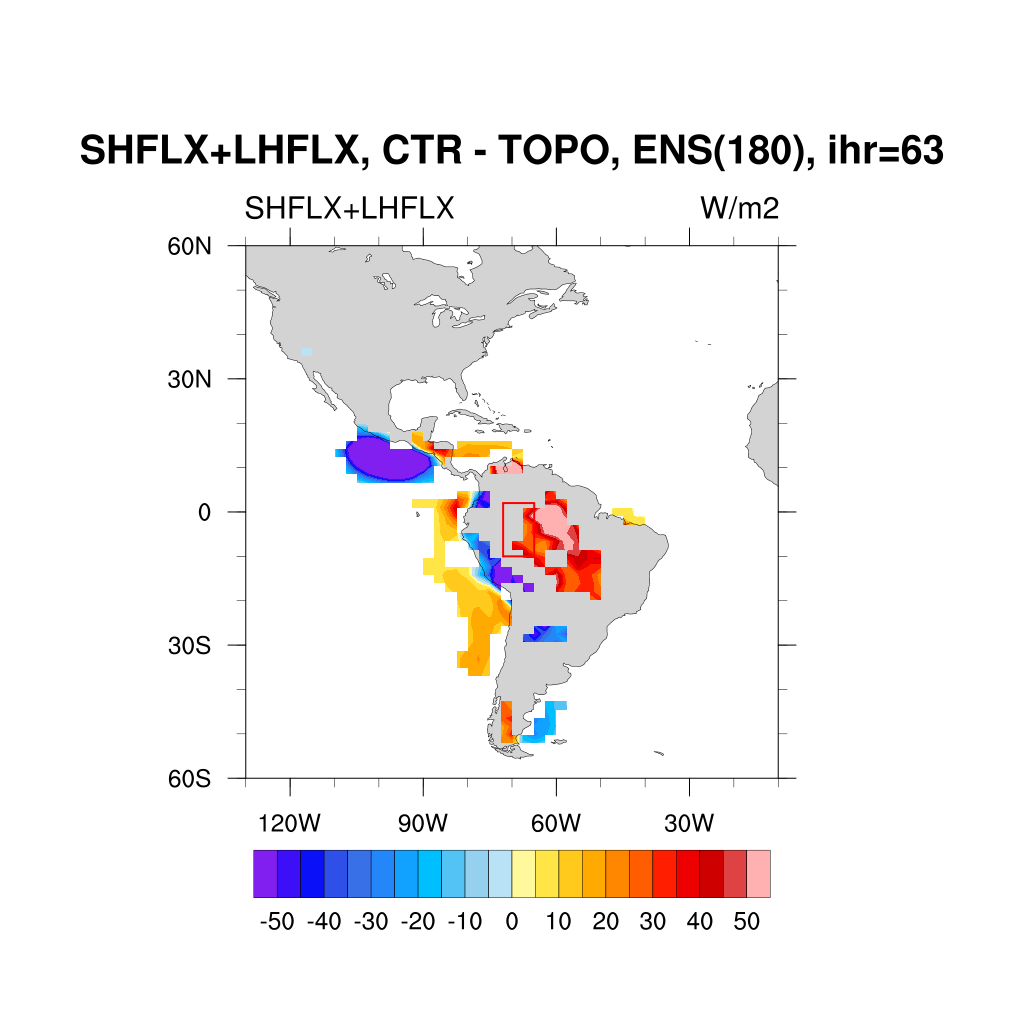 SHFLX+LHFLX, CTR - TOPO, ENS(180), ihr=63
SHFLX+LHFLX W/m2
60N
30N
0
30S
60S
120W 90W 60W 30W
-50 -40 -30 -20 -10 0 10 20 30 40 50